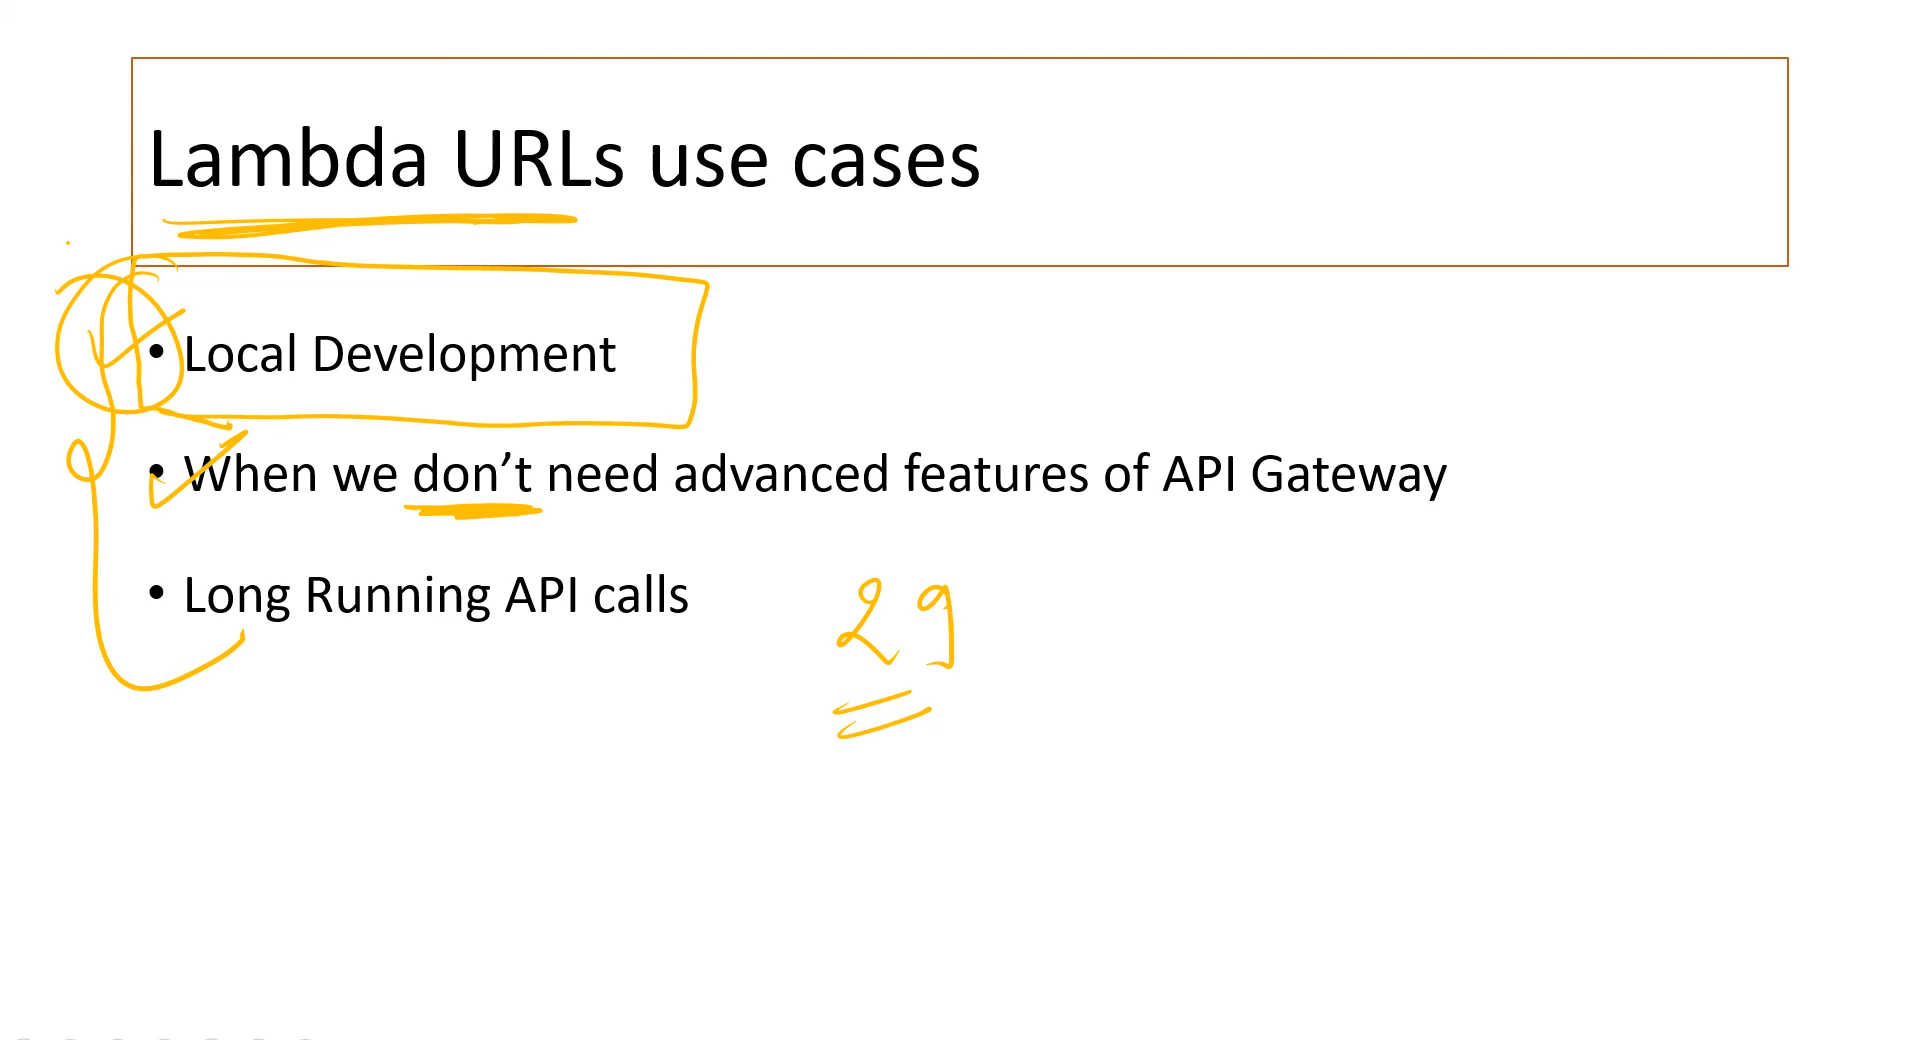 Lambda URLs use cases
• Local Development
• When we don’t need advanced features of API Gateway
• Long Running API calls
29